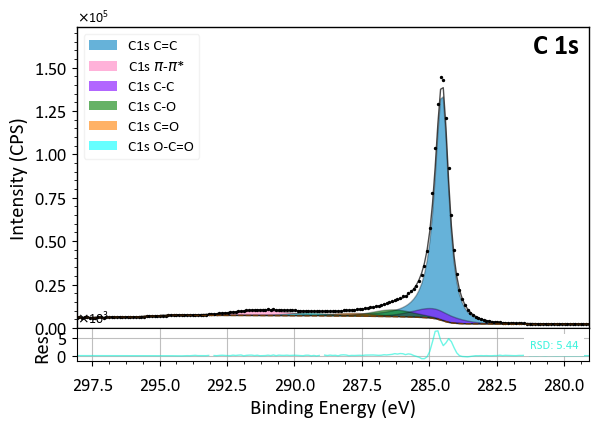 ×10⁵
C 1s
C1s C=C
C1s π-π*
C1s C-C
C1s C-O
C1s C=O
C1s O-C=O
Intensity (CPS)
1.50
1.25
1.00
0.75
0.50
0.25
0.00
×10³
Res.
5
0
RSD: 5.44
297.5 295.0 292.5 290.0 287.5 285.0 282.5 280.0
Binding Energy (eV)